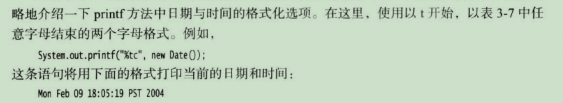 略地介绍一下 printf 方法中日期与时间的格式化选项。在这里，使用以 t 开始，以表 3-7 中任
意字母结束的两个字母格式。例如，
System.out.printf("%tc", new Date());
这条语句将用下面的格式打印当前的日期和时间：
Mon Feb 09 18:05:19 PST 2004